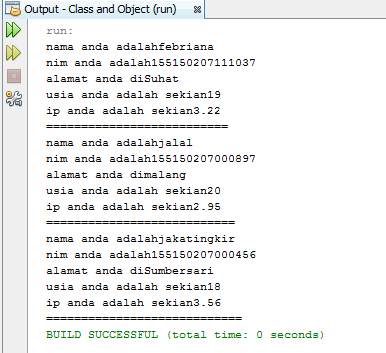 Output - Class and Object (run)
run:
nama anda adalahfebriana
nim anda adalah155150207111037
alamat anda diSuhat
usia anda adalah sekian19
ip anda adalah sekian3.22
==========================
nama anda adalahjalal
nim anda adalah155150207000897
alamat anda dimalang
usia anda adalah sekian20
ip anda adalah sekian2.95
===========================
nama anda adalahjakatingkir
nim anda adalah155150207000456
alamat anda diSumbersari
usia anda adalah sekian18
ip anda adalah sekian3.56
============================
BUILD SUCCESSFUL (total time: 0 seconds)